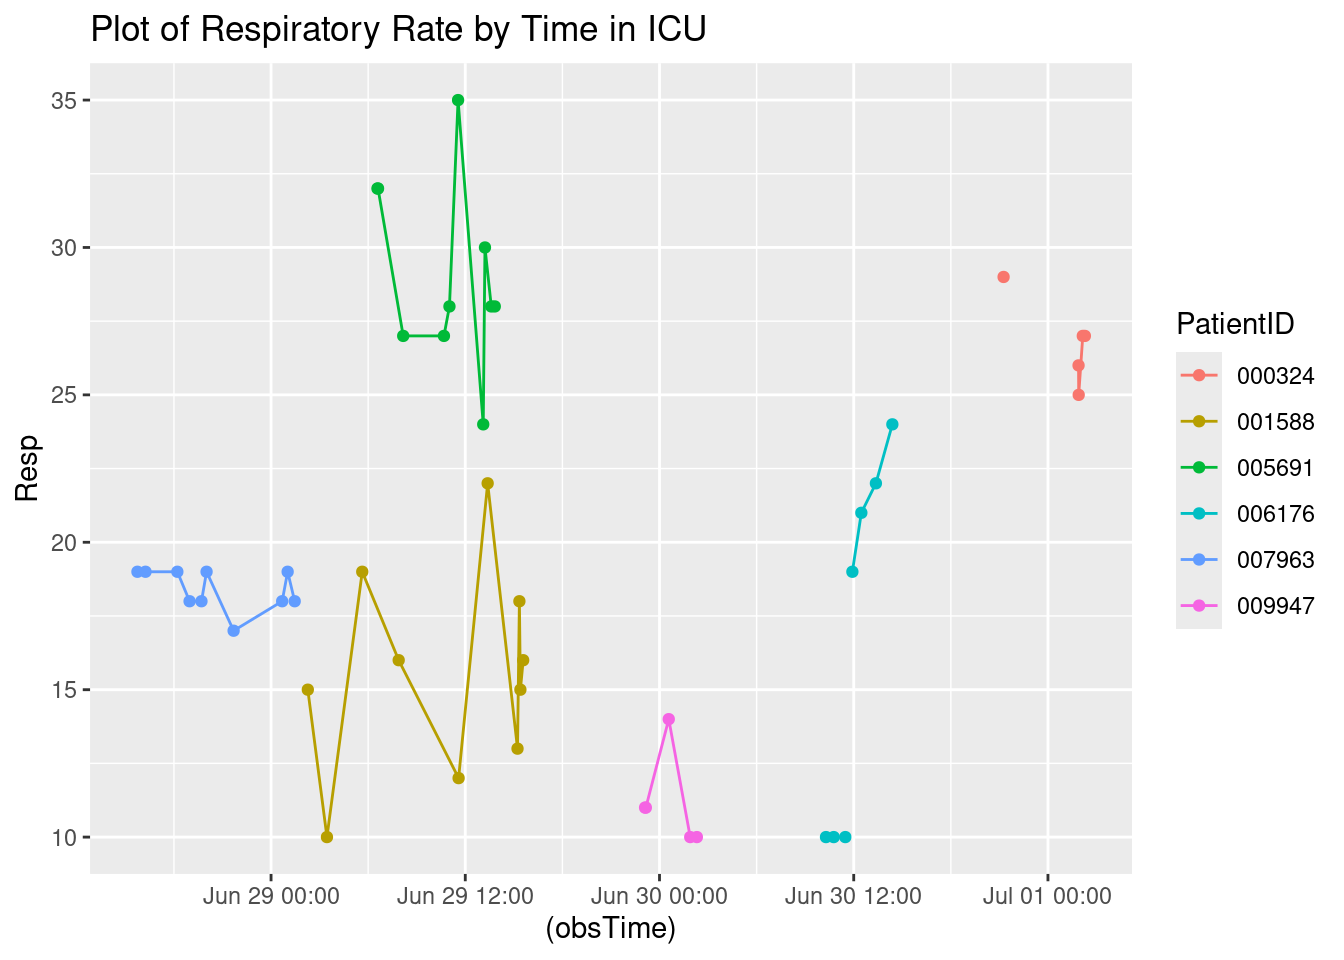 Plot of Respiratory Rate by Time in ICU
35
30
25
20
15
10
Resp
Jun 29 00:00
Jun 29 12:00
Jun 30 00:00
Jun 30 12:00
Jul 01 00:00
(obsTime)
PatientID
000324
001588
005691
006176
007963
009947